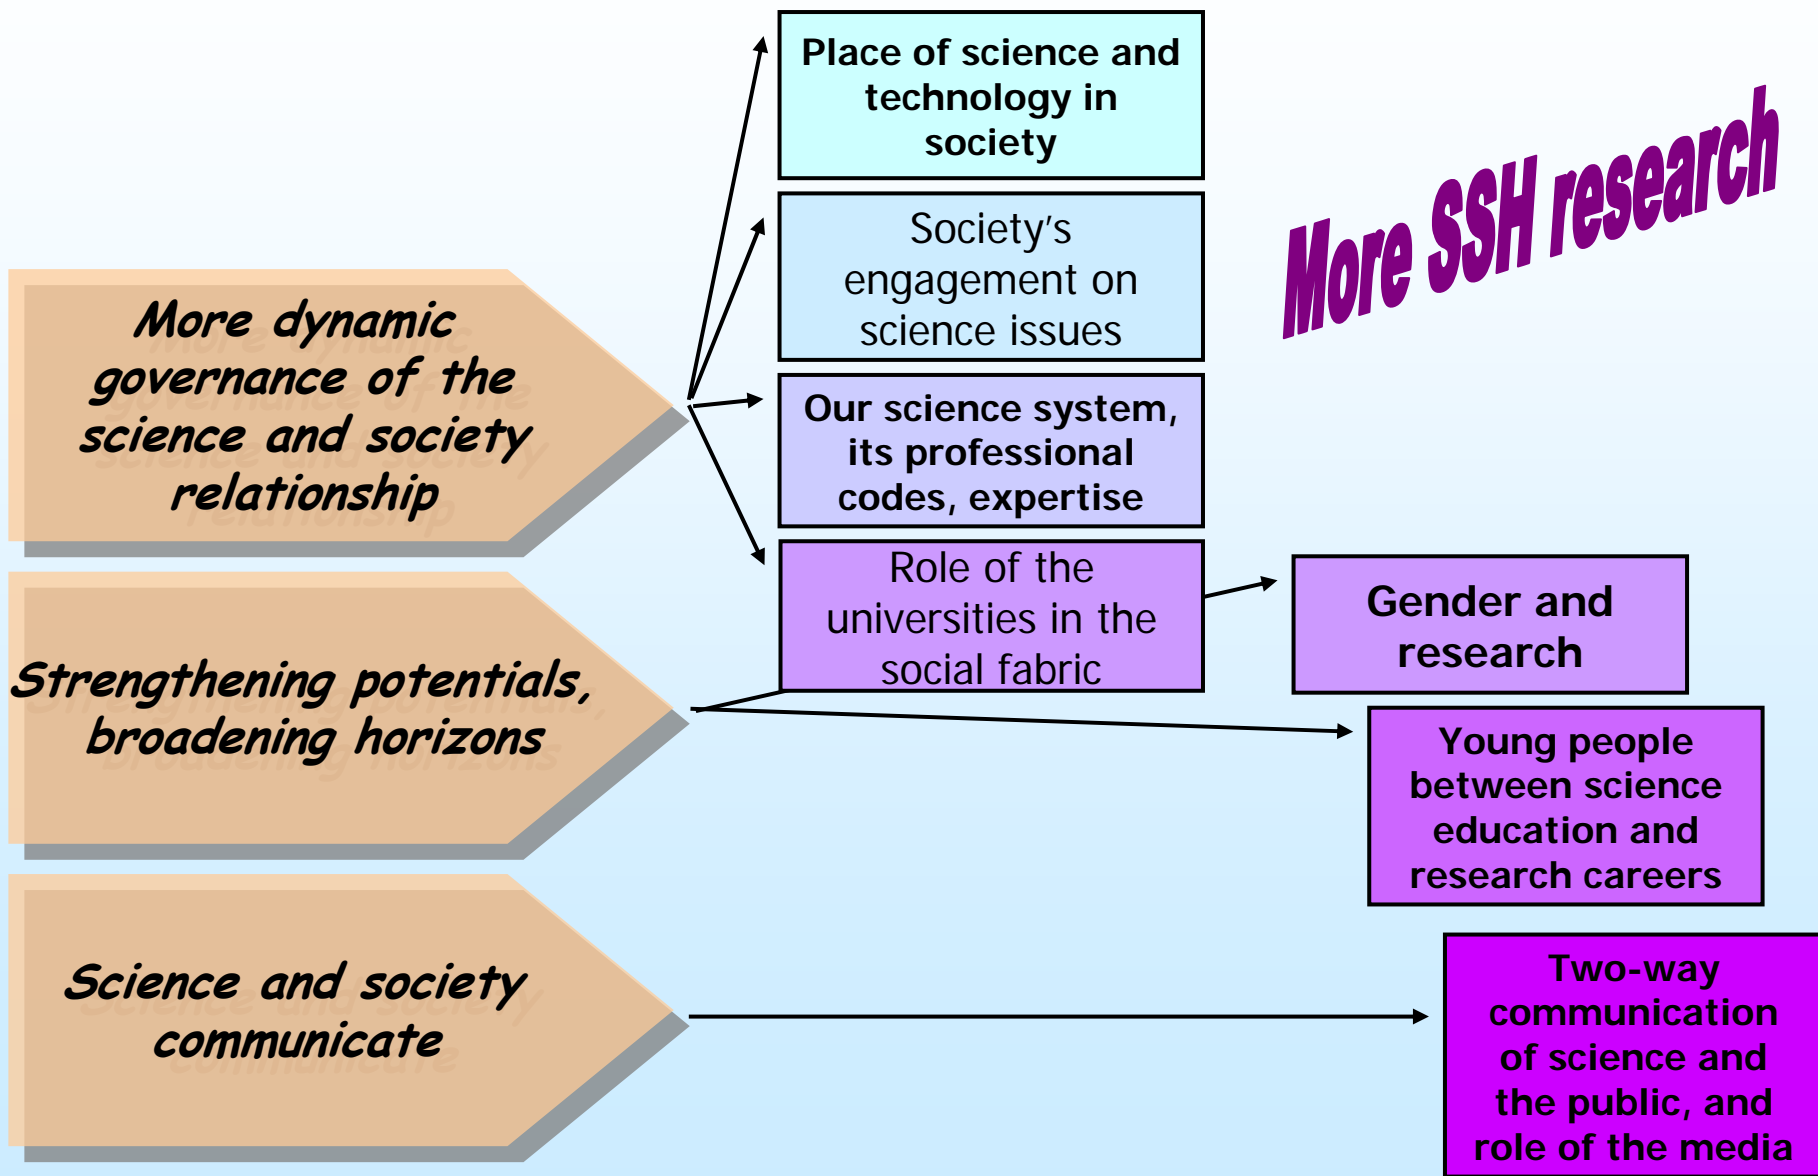 Place of science and
technology in
society
More SSH research
Society's
engagement on
science issues
More dynamic
governance of the
science and society
relationship
Our science system,
its professional
codes, expertise
Role of the
universities in the
social fabric
Gender and
research
Strengthening potentials,
broadening horizons
Young people
between science
education and
research careers
Science and society
communicate
Two-way
communication
of science and
the public, and
role of the media